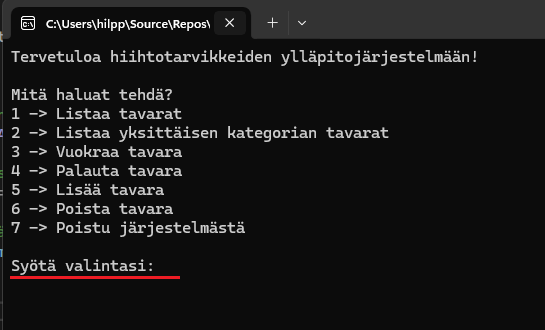 C:\Users\hilpp\Source\Repos\
Tervetuloa hiihtotarvikkeiden ylläpitojärjestelmään!
Mitä haluat tehdä?
1 -> Listaa tavarat
2 -> Listaa yksittäisen kategorian tavarat
3 -> Vuokraa tavara
4 -> Palauta tavara
5 -> Lisää tavara
6 -> Poista tavara
7 -> Poistu järjestelmästä
Syötä valintasi: